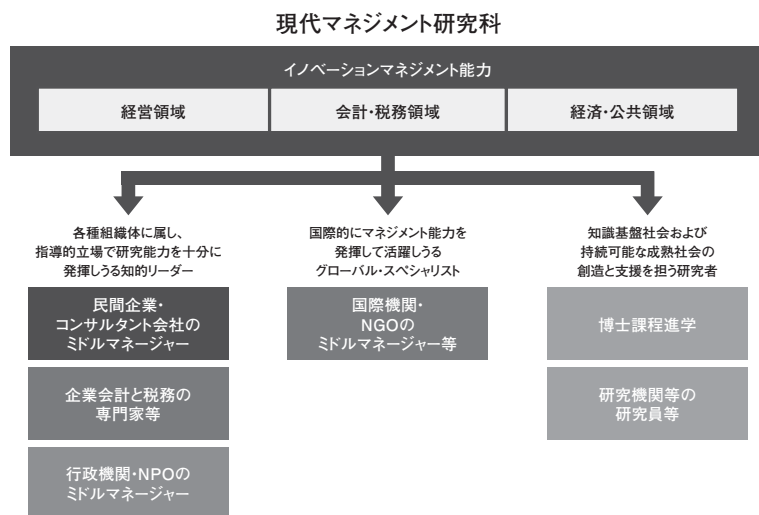 現代マネジメント研究科
イノベーションマネジメント能力
経営領域
会計・税務領域
経済・公共領域
各種組織体に属し、
指導的立場で研究能力を十分に
発揮しうる知的リーダー
民間企業・
コンサルタント会社の
ミドルマネージャー
企業会計と税務の
専門家等
行政機関・NPOの
ミドルマネージャー
国際的にマネジメント能力を
発揮して活躍しうる
グローバル・スペシャリスト
国際機関・
NGOの
ミドルマネージャー等
知識基盤社会および
持続可能な成熟社会の
創造と支援を担う研究者
博士課程進学
研究機関等の
研究員等